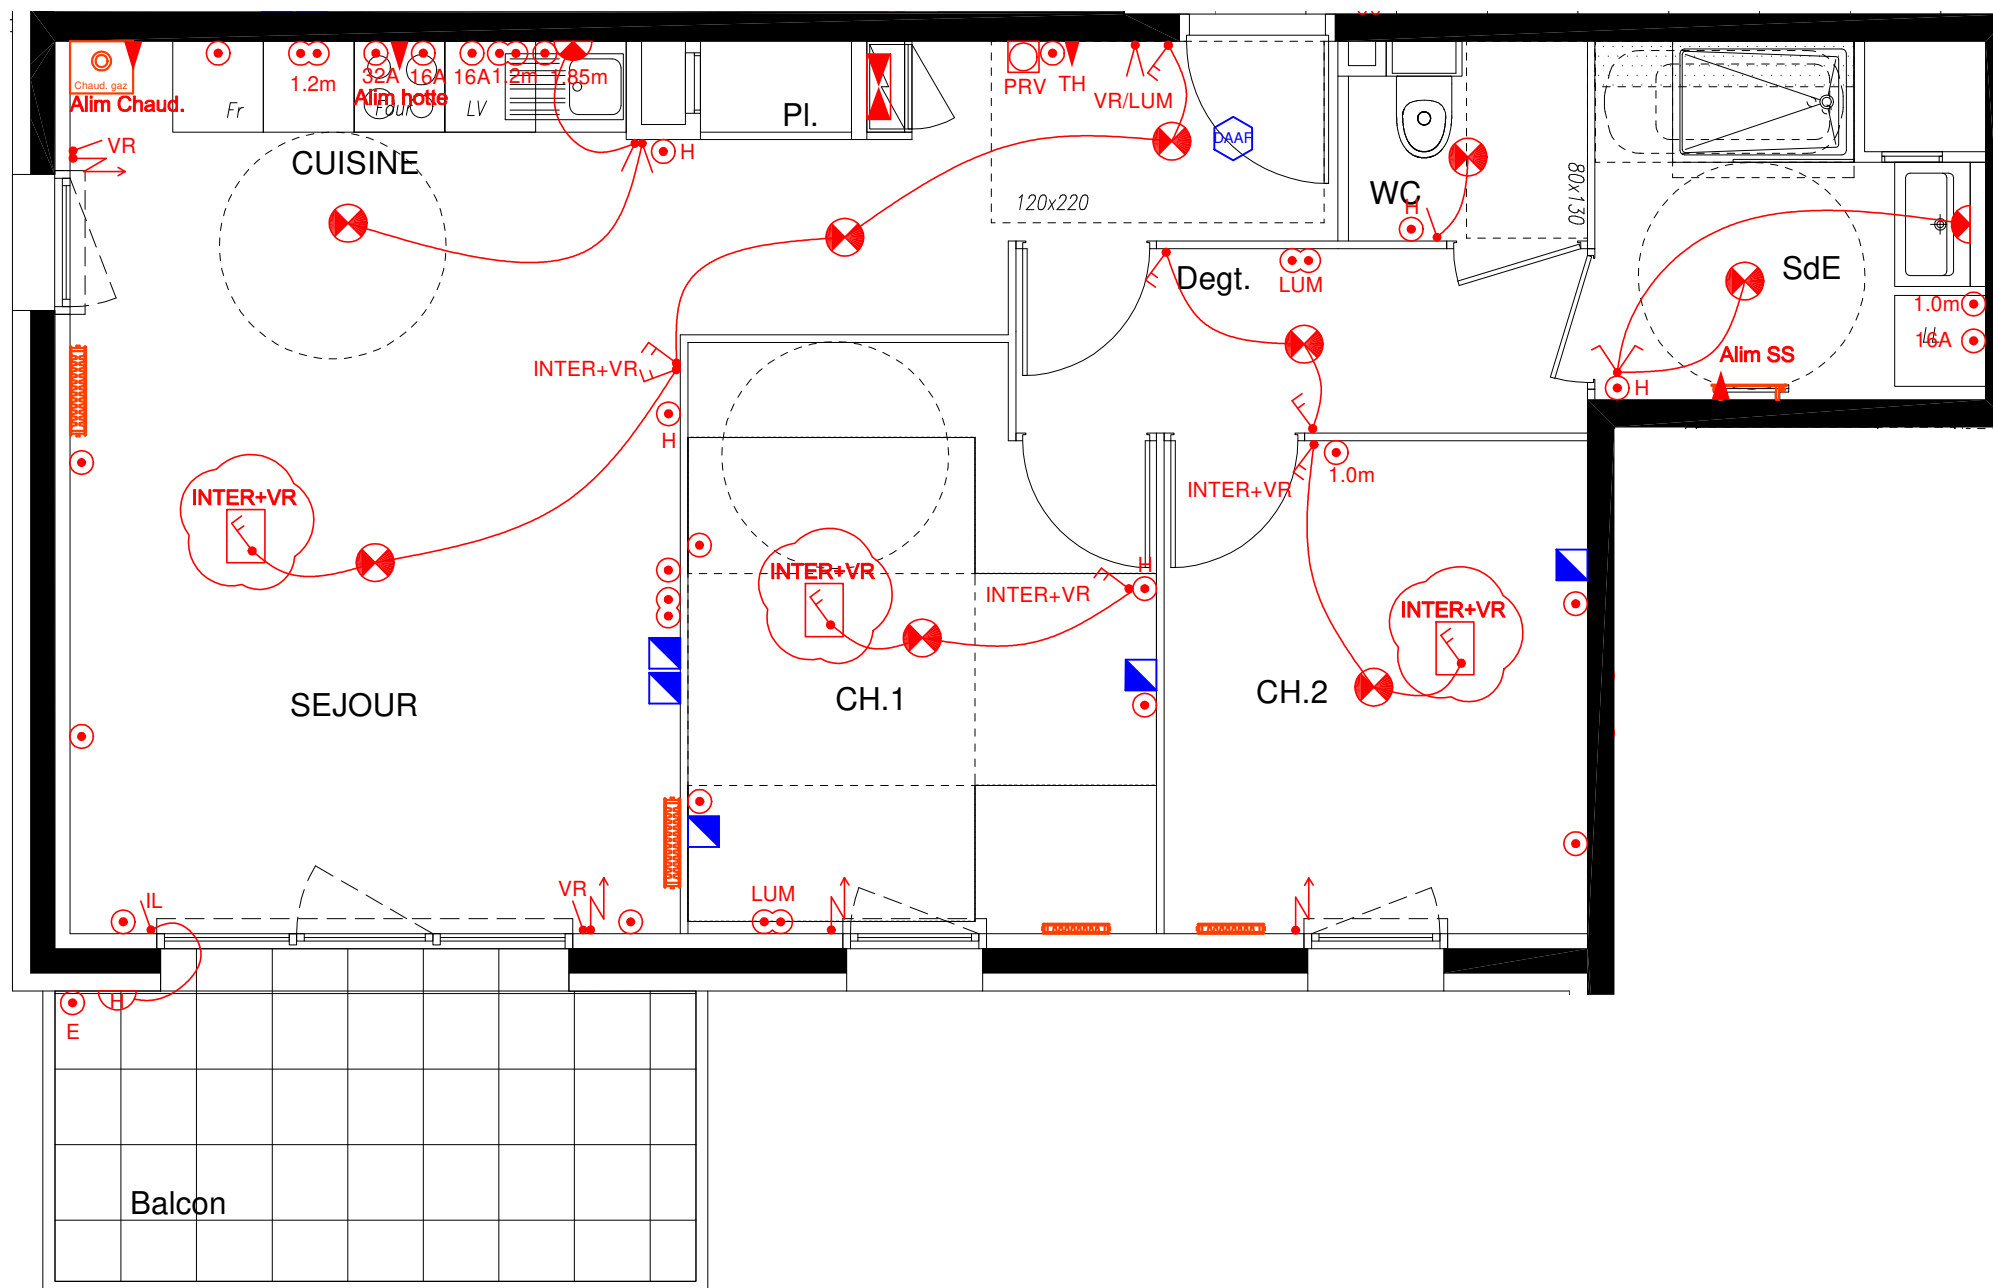 Chaud. gaz
Alim Chaud.
Fr
1.2m
32A
16A
Alim hotte
Four
16A
LV
1.2m
1.85m
Pl.
PRV
TH
VR/LUM
DAAF
VR
CUISINE
H
120x220
WC
H
80x130
SdE
Degt.
LUM
1.0m
16A
LL
Alim SS
H
INTER+VR
H
INTER+VR
1.0m
INTER+VR
INTER+VR
INTER+VR
H
INTER+VR
SEJOUR
CH.1
CH.2
IL
VR
LUM
H
E
Balcon